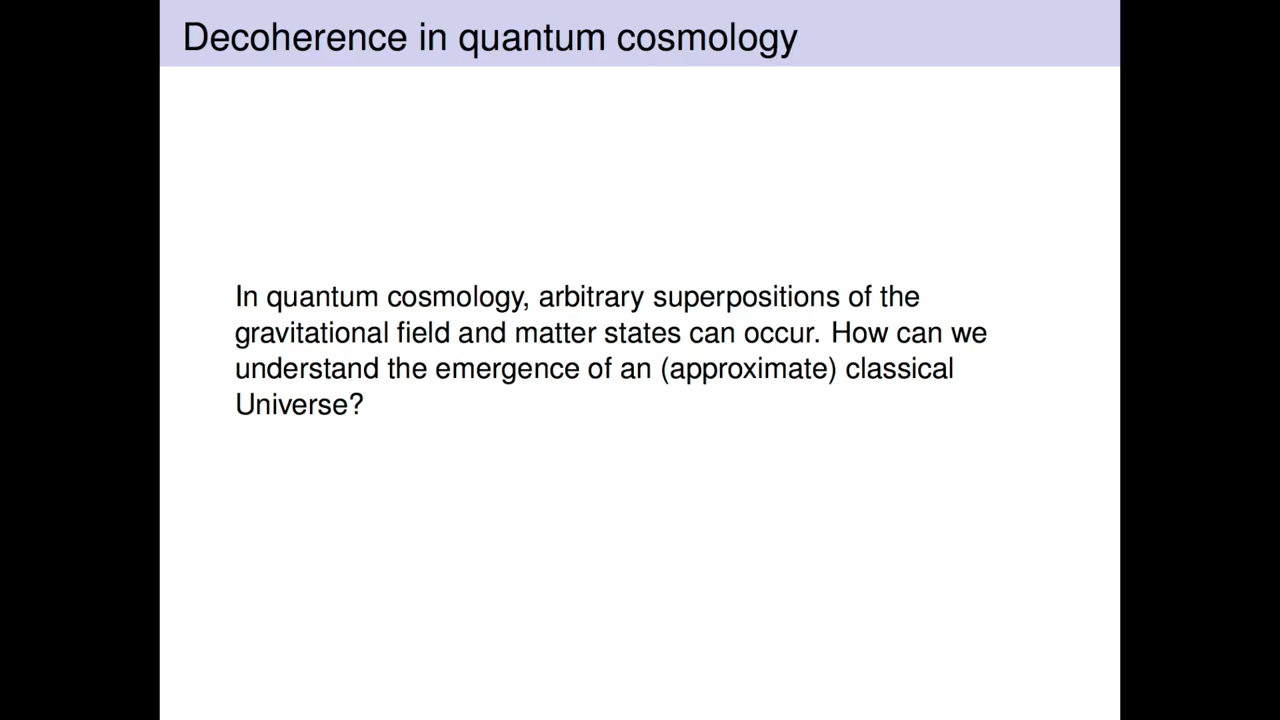 Decoherence in quantum cosmology
In quantum cosmology, arbitrary superpositions of the
gravitational field and matter states can occur. How can we
understand the emergence of an (approximate) classical
Universe?